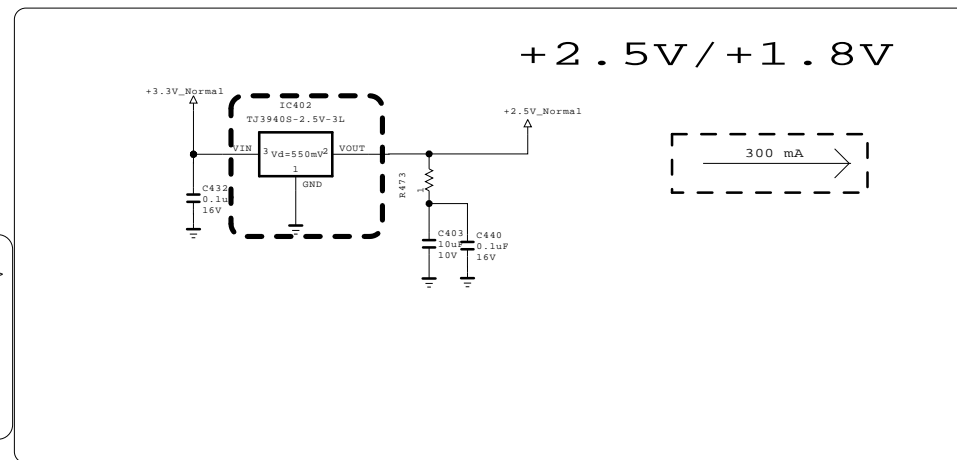 +2.5V/+1.8V
+3.3V_Normal
IC402
TJ3940S-2.5V-3L
+2.5V_Normal
VIN
3
Vd=550mV
2
VOUT
1
GND
300 mA
C432
0.1u
16V
R473
1
C403
10uF
10V
C440
0.1uF
16V